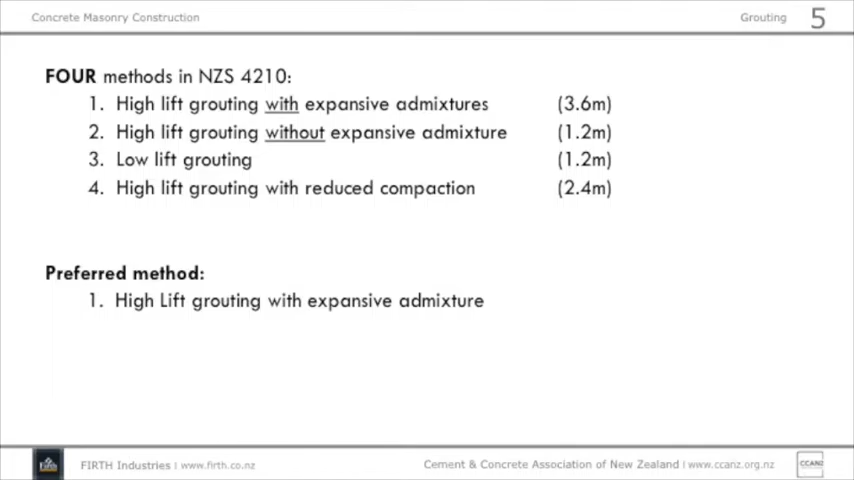 Concrete Masonry Construction Grouting 5
FOUR methods in NZS 4210:
1. High lift grouting with expansive admixtures (3.6m)
2. High lift grouting without expansive admixture (1.2m)
3. Low lift grouting (1.2m)
4. High lift grouting with reduced compaction (2.4m)
Preferred method:
1. High Lift grouting with expansive admixture
Firth FIRTH Industries | www.firth.co.nz Cement & Concrete Association of New Zealand | www.ccanz.org.nz CCANZ